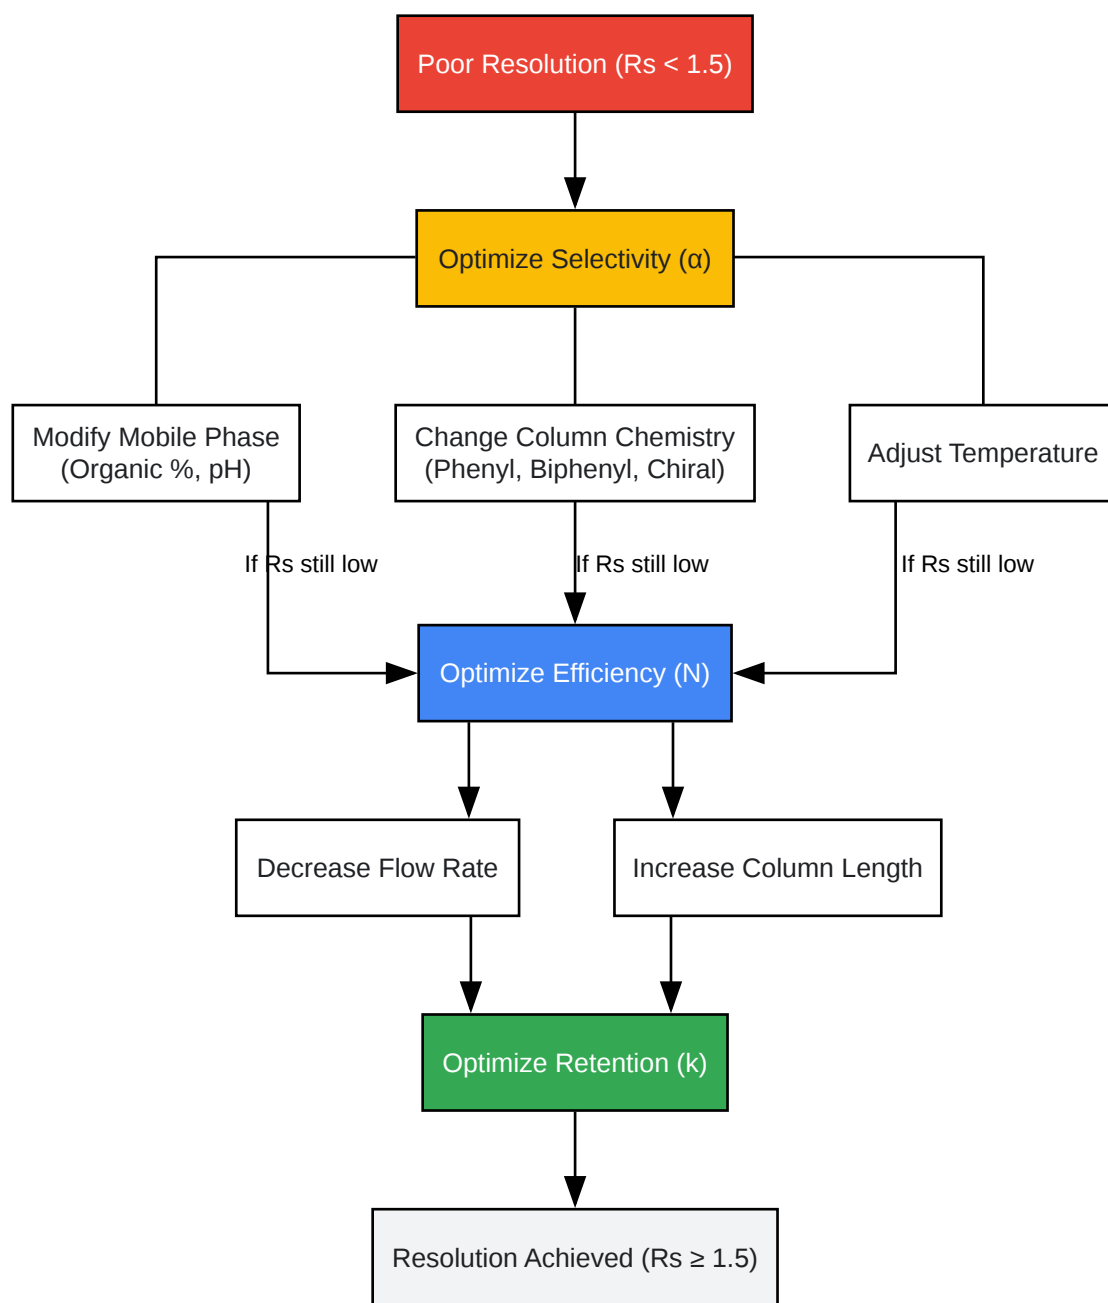 Poor Resolution (Rs < 1.5)
Optimize Selectivity (α)
Modify Mobile Phase
(Organic %, pH)
Change Column Chemistry
(Phenyl, Biphenyl, Chiral)
Adjust Temperature
If Rs still low
If Rs still low
If Rs still low
Optimize Efficiency (N)
Decrease Flow Rate
Increase Column Length
Optimize Retention (k)
Resolution Achieved (Rs ≥ 1.5)